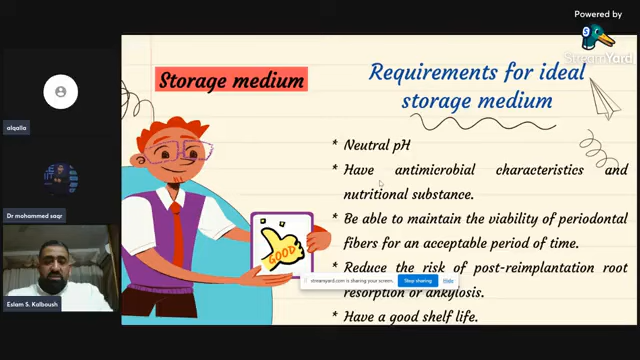 Powered by
StreamYard
Storage medium
Requirements for ideal
storage medium
* Neutral pH
* Have antimicrobial characteristics and
nutritional substance.
* Be able to maintain the viability of periodontal
fibers for an acceptable period of time.
* Reduce the risk of post-reimplantation root
resorption or ankylosis.
* Have a good shelf life.
GOOD
streamyard.com is sharing your screen.
Stop sharing
Hide
alqalla
Dr mohammed saqr
Eslam S. Kalboush